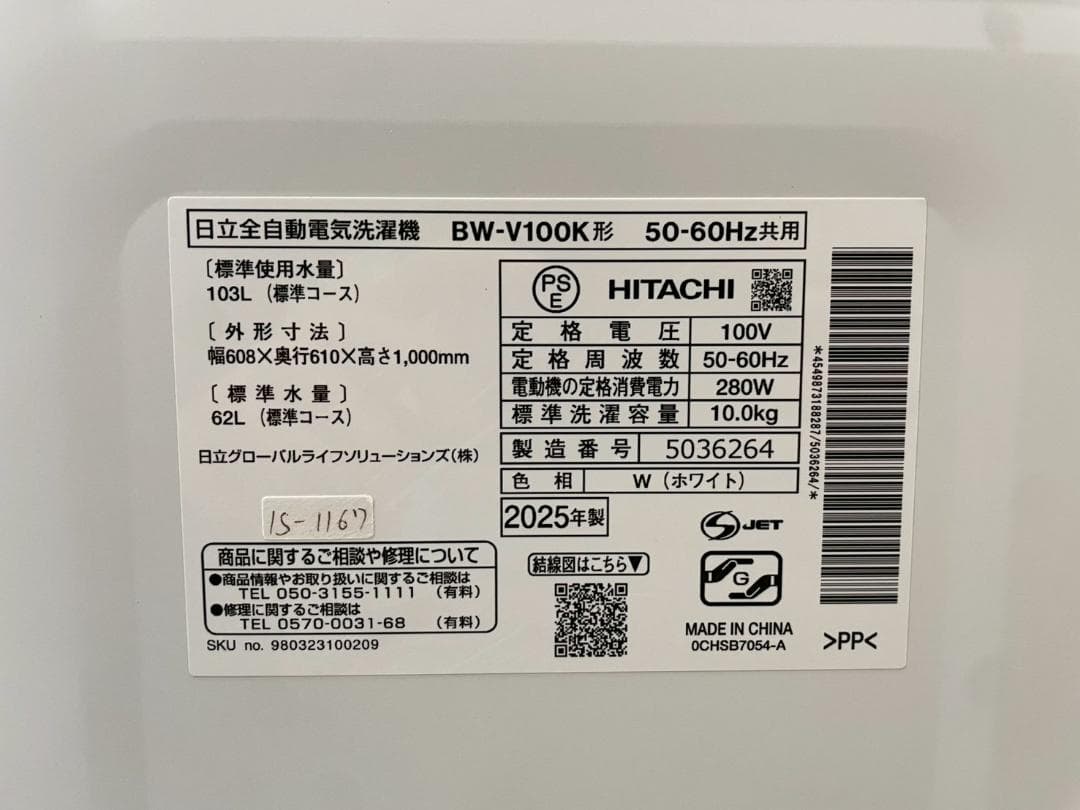 日立全自動電気洗濯機 BW-V100K形 50-60Hz共用
〔標準使用水量〕
103L（標準コース）
〔外形寸法〕
幅608×奥行610×高さ1,000mm
〔標準水量〕
62L（標準コース）
日立グローバルライフソリューションズ(株)
PS
E
HITACHI
定格電圧 100V
定格周波数 50-60Hz
電動機の定格消費電力 280W
標準洗濯容量 10.0kg
製造番号 5036264
色相 W（ホワイト）
2025年製
*4549873188287/5036264/*
1S-1167
商品に関するご相談や修理について
●商品情報やお取り扱いに関するご相談は
TEL 050-3155-1111 （有料）
●修理に関するご相談は
TEL 0570-0031-68 （有料）
SKU no. 980323100209
結線図はこちら▼
S JET
G
MADE IN CHINA
0CHSB7054-A
>PP<